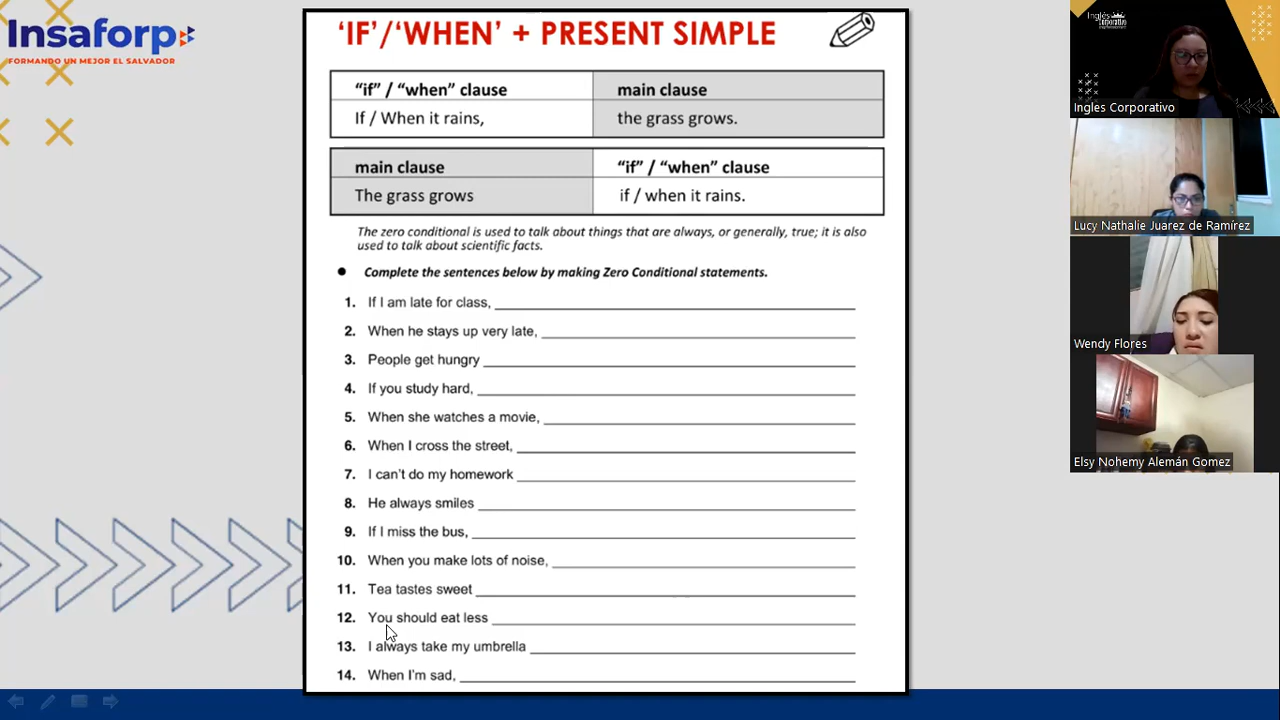 Insaforp
FORMANDO UN MEJOR EL SALVADOR
'IF'/'WHEN' + PRESENT SIMPLE
"if" / "when" clause
main clause
If / When it rains,
the grass grows.
main clause
"if" / "when" clause
The grass grows
if / when it rains.
The zero conditional is used to talk about things that are always, or generally, true; it is also
used to talk about scientific facts.
Complete the sentences below by making Zero Conditional statements.
1. If I am late for class,
2. When he stays up very late,
3. People get hungry
4. If you study hard,
5. When she watches a movie,
6. When I cross the street,
7. I can't do my homework
8. He always smiles
9. If I miss the bus,
10. When you make lots of noise,
11. Tea tastes sweet
12. You should eat less
13. I always take my umbrella
14. When I'm sad,
Inglés
Corporativo
Ingles Corporativo
Lucy Nathalie Juarez de Ramírez
Wendy Flores
Elsy Nohemy Alemán Gomez